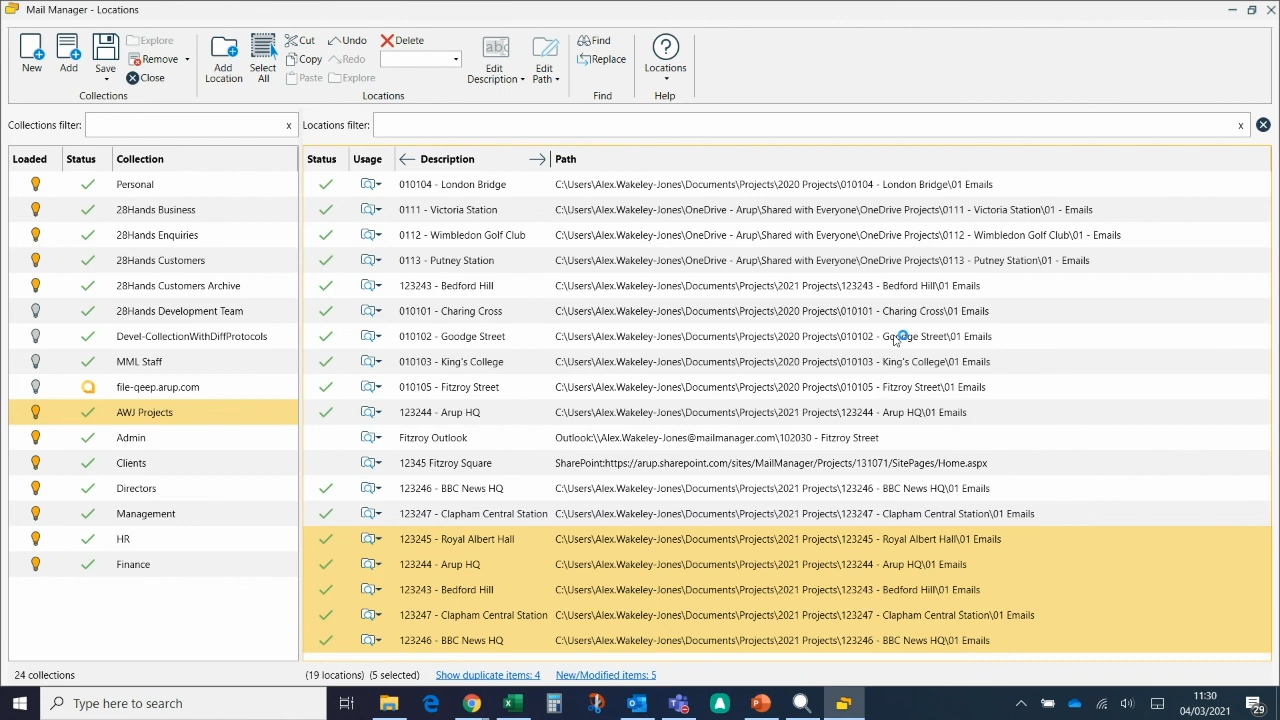 Mail Manager - Locations
New
Add
Save
Explore
Remove
Close
Collections
Add Location
Select All
Cut
Copy
Paste
Undo
Redo
Explore
Delete
Locations
abc
Edit Description
Edit Path
Find
Replace
Find
Locations
Help
Collections filter: x
Locations filter: x
Loaded Status Collection
Personal
28Hands Business
28Hands Enquiries
28Hands Customers
28Hands Customers Archive
28Hands Development Team
Devel-CollectionWithDiffProtocols
MML Staff
file-qeep.arup.com
AWJ Projects
Admin
Clients
Directors
Management
HR
Finance
Status Usage Description Path
010104 - London Bridge C:\Users\Alex.Wakeley-Jones\Documents\Projects\2020 Projects\010104 - London Bridge\01 Emails
0111 - Victoria Station C:\Users\Alex.Wakeley-Jones\OneDrive - Arup\Shared with Everyone\OneDrive Projects\0111 - Victoria Station\01 - Emails
0112 - Wimbledon Golf Club C:\Users\Alex.Wakeley-Jones\OneDrive - Arup\Shared with Everyone\OneDrive Projects\0112 - Wimbledon Golf Club\01 - Emails
0113 - Putney Station C:\Users\Alex.Wakeley-Jones\OneDrive - Arup\Shared with Everyone\OneDrive Projects\0113 - Putney Station\01 - Emails
123243 - Bedford Hill C:\Users\Alex.Wakeley-Jones\Documents\Projects\2021 Projects\123243 - Bedford Hill\01 Emails
010101 - Charing Cross C:\Users\Alex.Wakeley-Jones\Documents\Projects\2020 Projects\010101 - Charing Cross\01 Emails
010102 - Goodge Street C:\Users\Alex.Wakeley-Jones\Documents\Projects\2020 Projects\010102 - Goodge Street\01 Emails
010103 - King's College C:\Users\Alex.Wakeley-Jones\Documents\Projects\2020 Projects\010103 - King's College\01 Emails
010105 - Fitzroy Street C:\Users\Alex.Wakeley-Jones\Documents\Projects\2020 Projects\010105 - Fitzroy Street\01 Emails
123244 - Arup HQ C:\Users\Alex.Wakeley-Jones\Documents\Projects\2021 Projects\123244 - Arup HQ\01 Emails
Fitzroy Outlook Outlook:\\Alex.Wakeley-Jones@mailmanager.com\102030 - Fitzroy Street
12345 Fitzroy Square SharePoint:https://arup.sharepoint.com/sites/MailManager/Projects/131071/SitePages/Home.aspx
123246 - BBC News HQ C:\Users\Alex.Wakeley-Jones\Documents\Projects\2021 Projects\123246 - BBC News HQ\01 Emails
123247 - Clapham Central Station C:\Users\Alex.Wakeley-Jones\Documents\Projects\2021 Projects\123247 - Clapham Central Station\01 Emails
123245 - Royal Albert Hall C:\Users\Alex.Wakeley-Jones\Documents\Projects\2021 Projects\123245 - Royal Albert Hall\01 Emails
123244 - Arup HQ C:\Users\Alex.Wakeley-Jones\Documents\Projects\2021 Projects\123244 - Arup HQ\01 Emails
123243 - Bedford Hill C:\Users\Alex.Wakeley-Jones\Documents\Projects\2021 Projects\123243 - Bedford Hill\01 Emails
123247 - Clapham Central Station C:\Users\Alex.Wakeley-Jones\Documents\Projects\2021 Projects\123247 - Clapham Central Station\01 Emails
123246 - BBC News HQ C:\Users\Alex.Wakeley-Jones\Documents\Projects\2021 Projects\123246 - BBC News HQ\01 Emails
24 collections
(19 locations) (5 selected) Show duplicate items: 4 New/Modified items: 5
Type here to search
11:30
04/03/2021
29